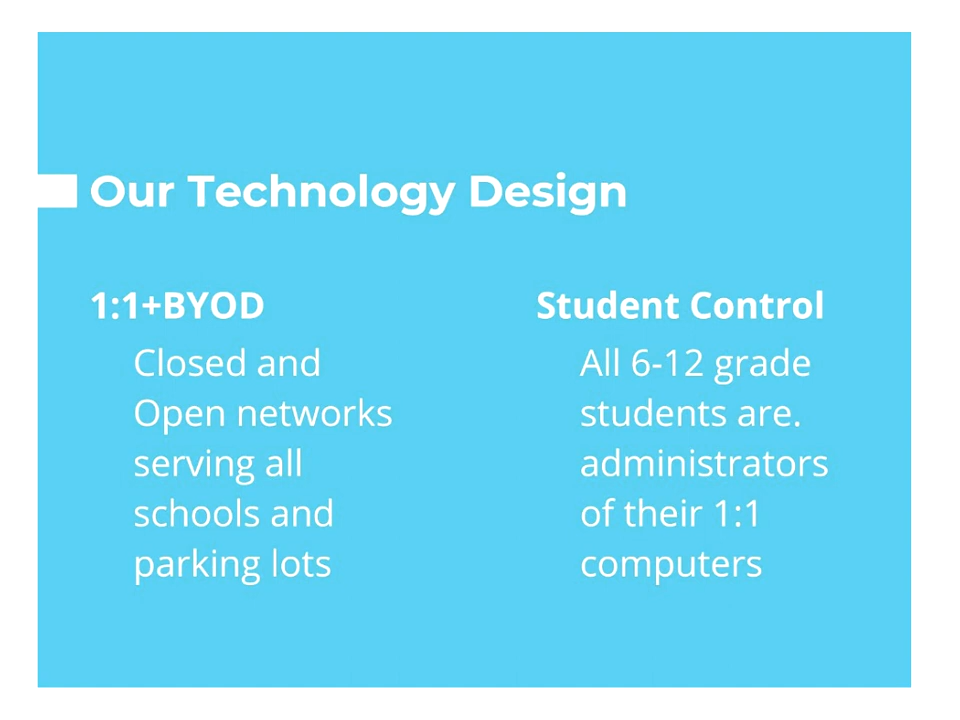 Our Technology Design
1:1+BYOD
Closed and
Open networks
serving all
schools and
parking lots
Student Control
All 6-12 grade
students are.
administrators
of their 1:1
computers